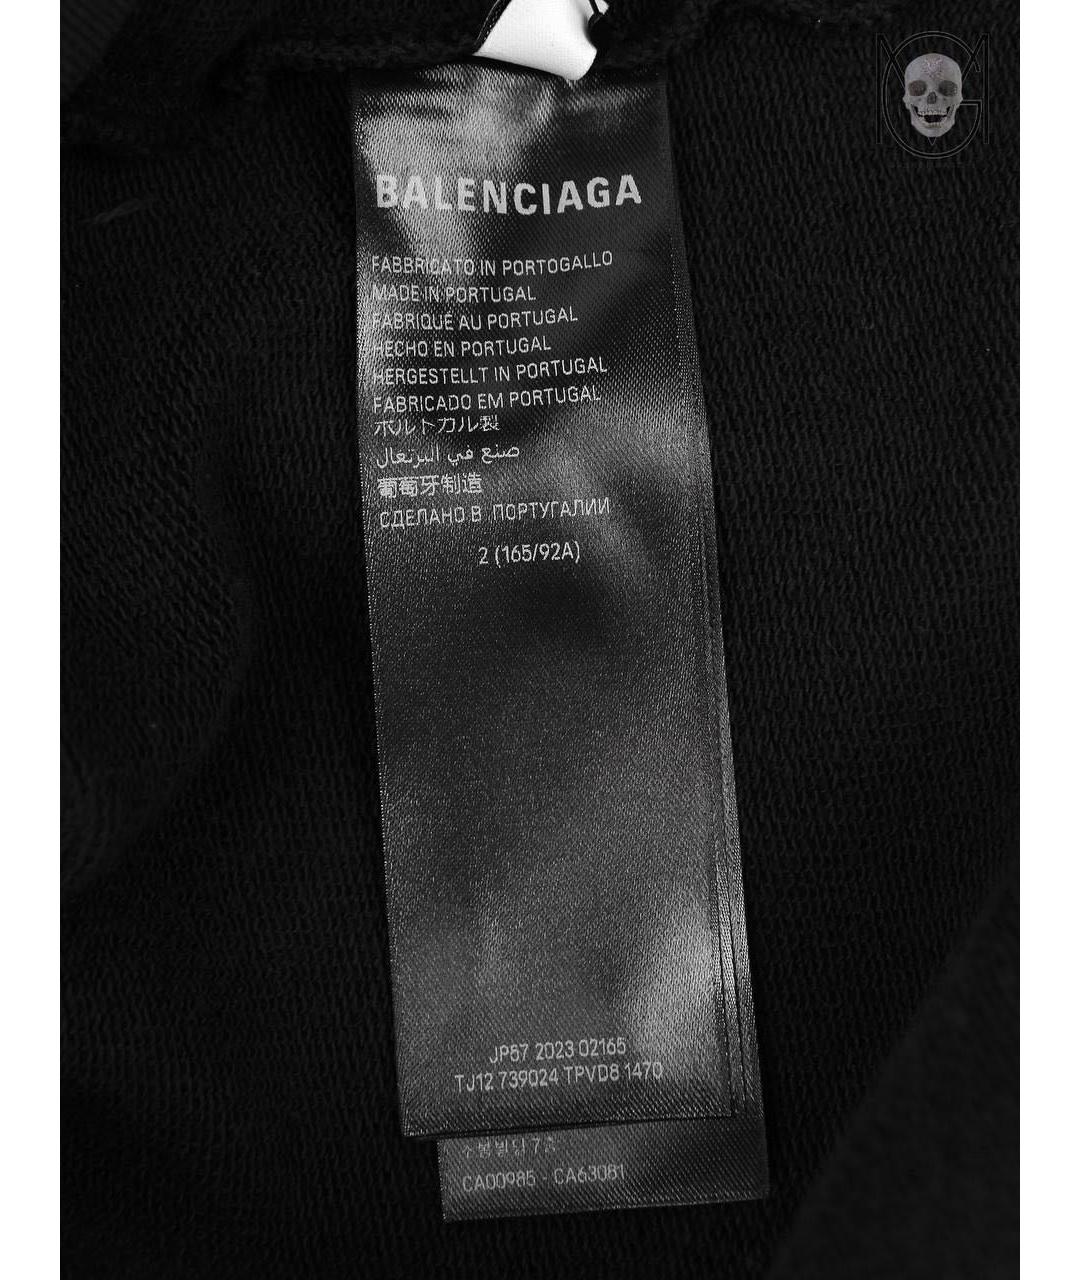 BALENCIAGA
FABBRICATO IN PORTOGALLO
MADE IN PORTUGAL
FABRIQUÉ AU PORTUGAL
HECHO EN PORTUGAL
HERGESTELLT IN PORTUGAL
FABRICADO EM PORTUGAL
ポルトガル製
صنع في البرتغال
葡萄牙制造
СДЕЛАНО В ПОРТУГАЛИИ
2 (165/92A)
JP57 2023 02165
TJ12 739024 TPVD8 1470
CA00985 - CA63081